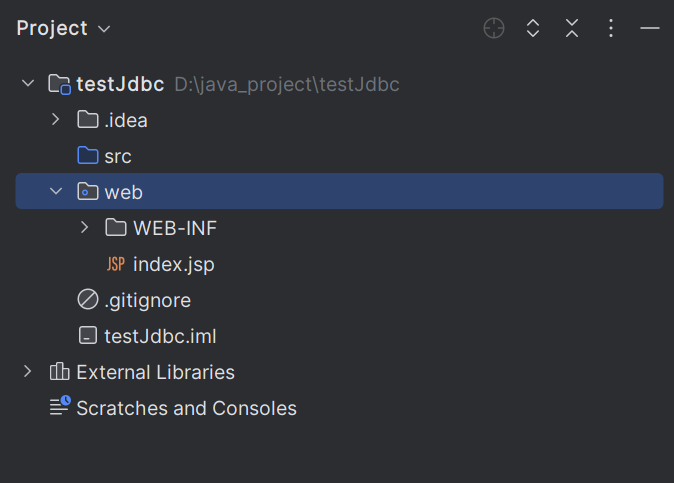 Project
testJdbc D:\java_project\testJdbc
.idea
src
web
WEB-INF
JSP index.jsp
.gitignore
testJdbc.iml
External Libraries
Scratches and Consoles